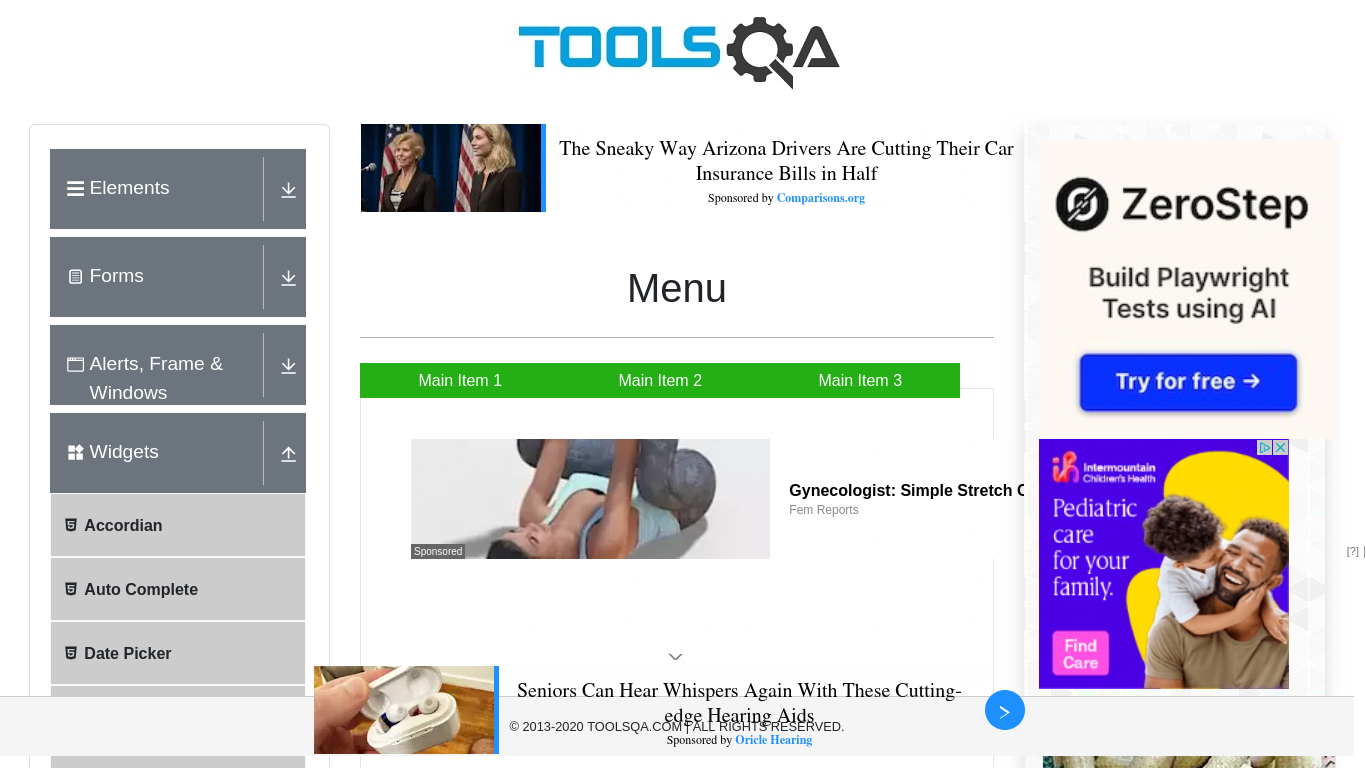 TOOLSQA
Elements
Forms
Alerts, Frame &
Windows
Widgets
Accordian
Auto Complete
Date Picker
The Sneaky Way Arizona Drivers Are Cutting Their Car
Insurance Bills in Half
Sponsored by Comparisons.org
Menu
Main Item 1
Main Item 2
Main Item 3
Sponsored
Gynecologist: Simple Stretch
Fem Reports
ZeroStep
Build Playwright
Tests using AI
Try for free →
Intermountain
Children's Health
Pediatric
care
for your
family.
Find
Care
[?]
Seniors Can Hear Whispers Again With These Cutting-
edge Hearing Aids
© 2013-2020 TOOLSQA.COM | ALL RIGHTS RESERVED.
Sponsored by Oricle Hearing